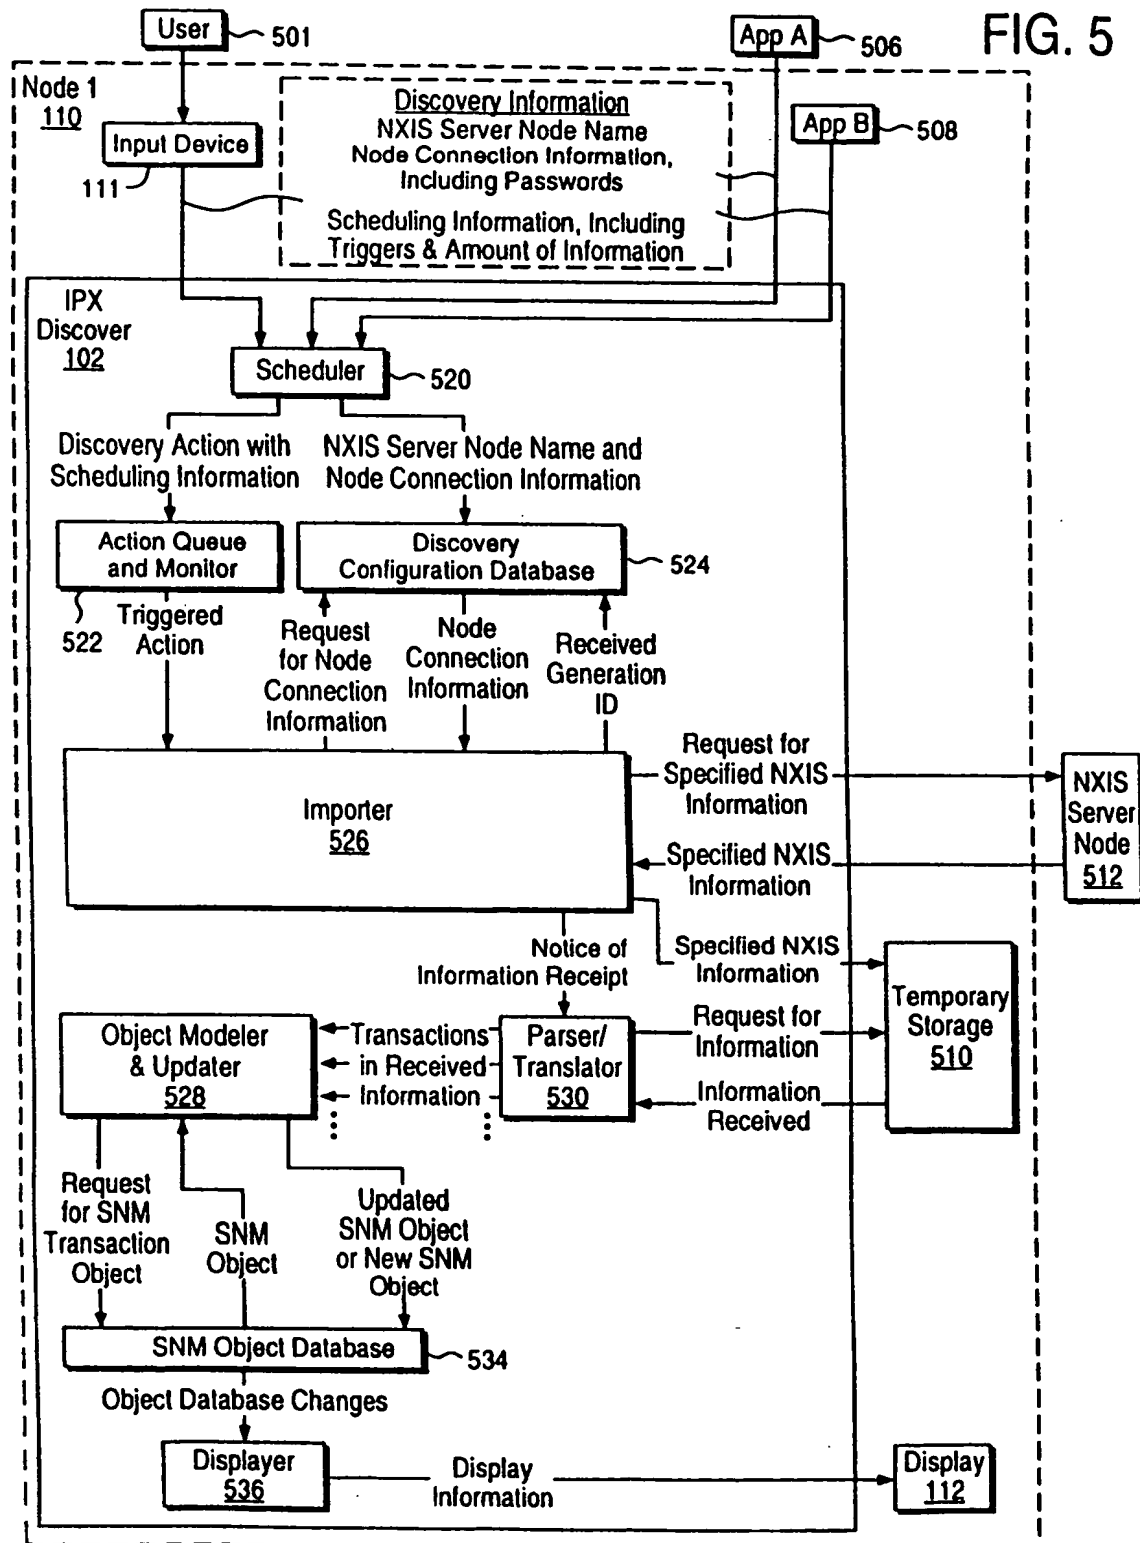 FIG. 5
User
501
App A
506
Node 1
110
Discovery Information
NXIS Server Node Name
Node Connection Information,
Including Passwords
Scheduling Information, Including
Triggers & Amount of Information
App B
508
Input Device
111
IPX
Discover
102
Scheduler
520
Discovery Action with
Scheduling Information
NXIS Server Node Name and
Node Connection Information
Action Queue
and Monitor
522
Discovery
Configuration Database
524
Triggered
Action
Request
for Node
Connection
Information
Node
Connection
Information
Received
Generation
ID
Importer
526
Request for
Specified NXIS
Information
NXIS
Server
Node
512
Specified NXIS
Information
Notice of
Information Receipt
Specified NXIS
Information
Temporary
Storage
510
Object Modeler
& Updater
528
Transactions
in Received
Information
Parser/
Translator
530
Request for
Information
Information
Received
Request
for SNM
Transaction
Object
SNM
Object
Updated
SNM Object
or New SNM
Object
SNM Object Database
534
Object Database Changes
Displayer
536
Display
Information
Display
112